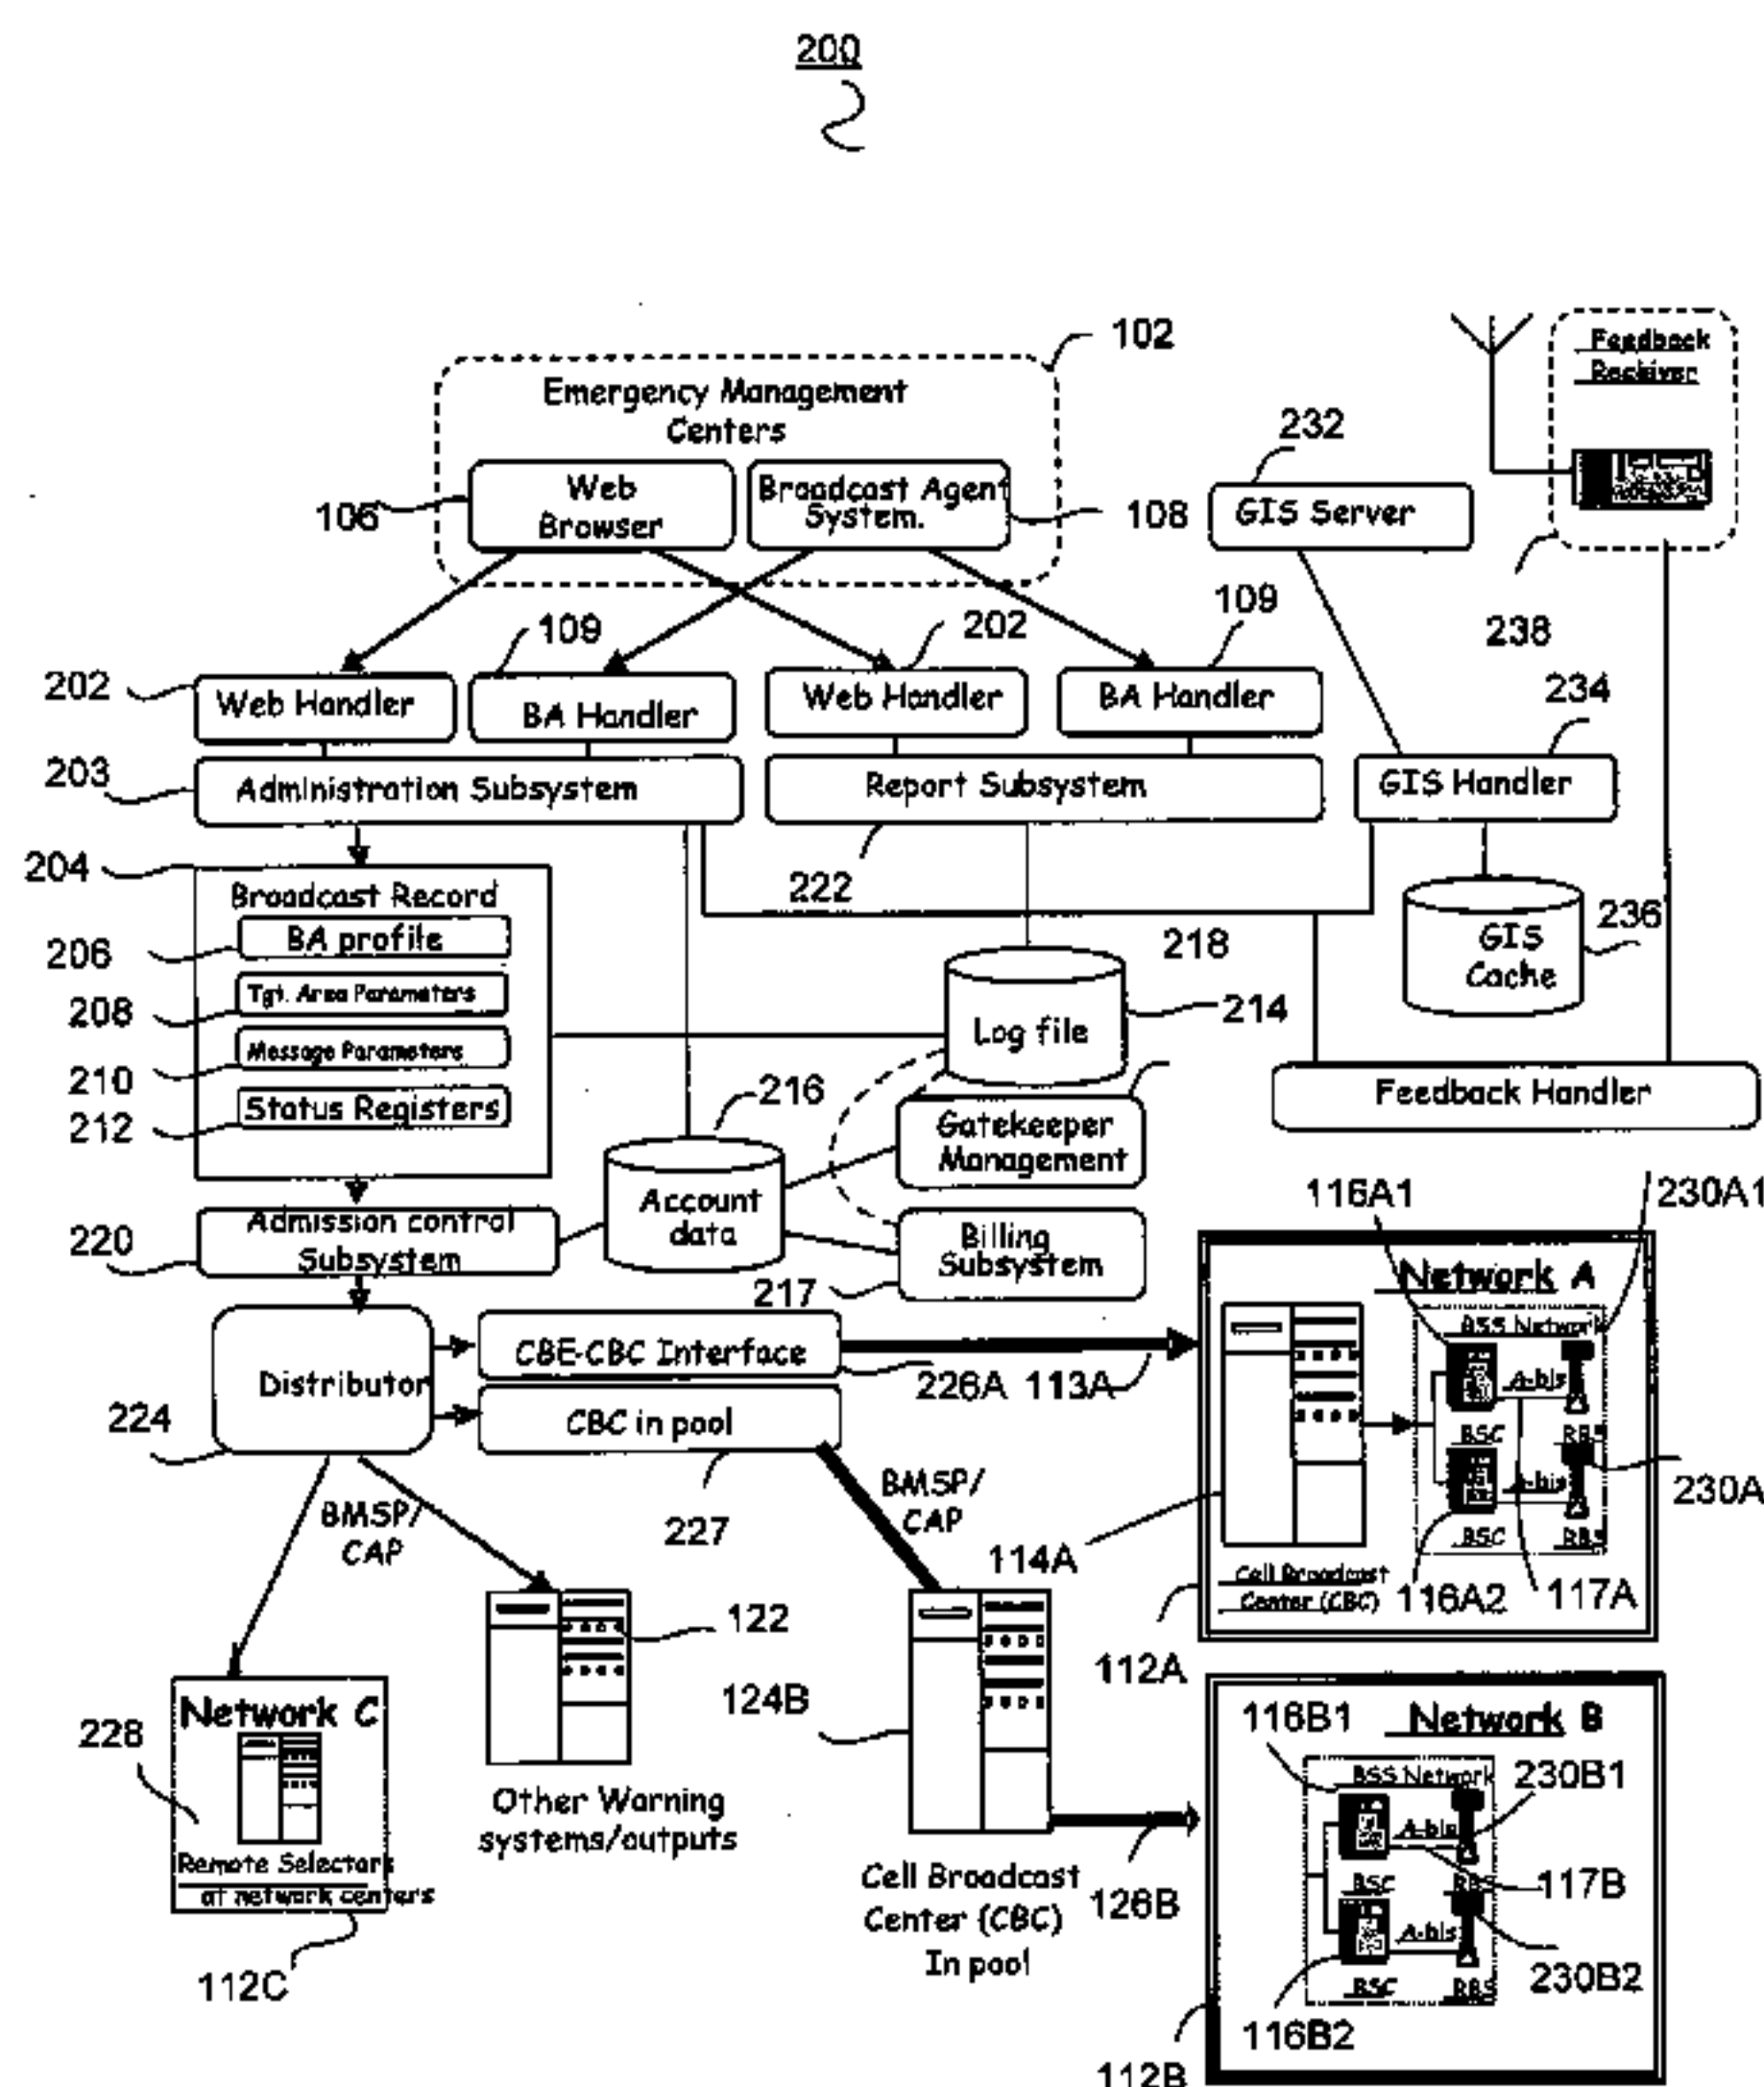 200
102
Emergency Management
Centers
Feedback
Receiver
232
106
Web
Browser
Broadcast Agent
System.
108
GIS Server
238
109
202
109
202
Web Handler
BA Handler
Web Handler
BA Handler
234
203
Administration Subsystem
Report Subsystem
GIS Handler
204
222
Broadcast Record
206
BA profile
218
GIS
Cache
236
208
Tgt. Area Parameters
Log file
214
210
Message Parameters
212
Status Registers
216
Feedback Handler
Gatekeeper
Management
Account
data
116A1
230A1
220
Admission control
Subsystem
Billing
Subsystem
217
Network A
BSS Network
CBE-CBC Interface
226A
113A
A-bis
Distributor
224
CBC in pool
BSC
RBS
227
BMSP/
CAP
BMSP/
CAP
A-bis
230A
114A
BSC
RBS
Cell Broadcast
Center (CBC)
116A2
117A
122
112A
124B
Network C
228
116B1
Network B
BSS Network
230B1
Other Warning
systems/outputs
A-bis
Remote Selectors
at network centers
Cell Broadcast
Center (CBC)
In pool
126B
BSC
RBS
117B
A-bis
230B2
112C
BSC
RBS
116B2
112B